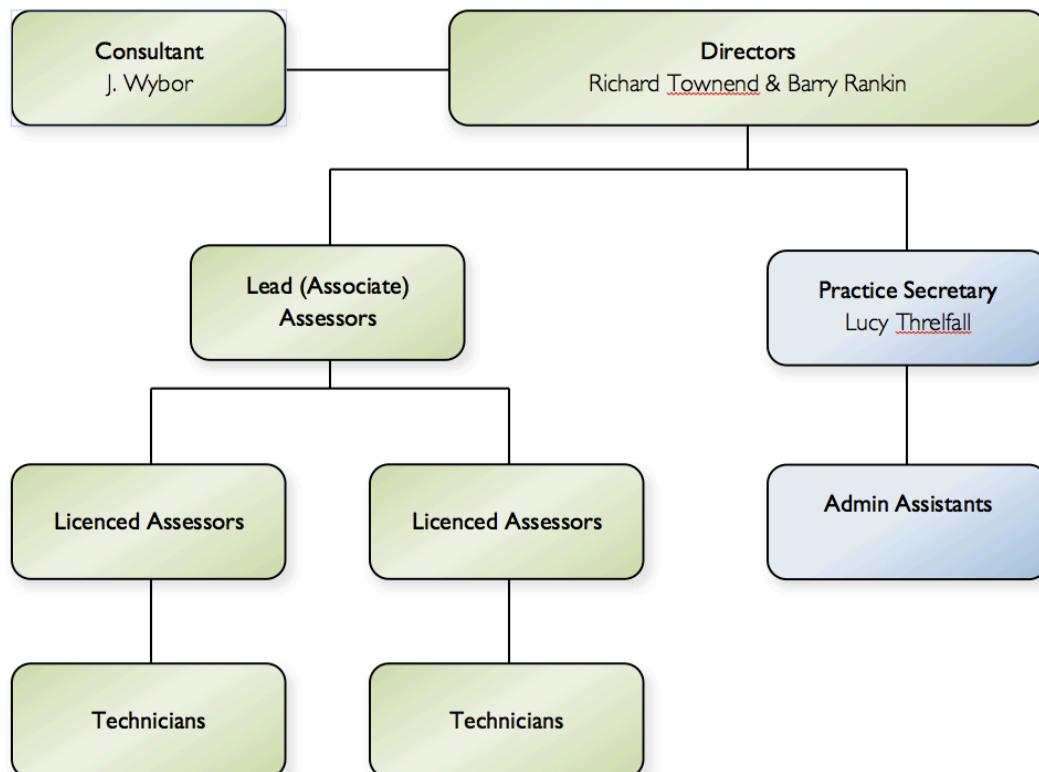 Consultant
J. Wybor
Directors
Richard Townend & Barry Rankin
Lead (Associate)
Assessors
Practice Secretary
Lucy Threlfall
Licenced Assessors
Licenced Assessors
Admin Assistants
Technicians
Technicians